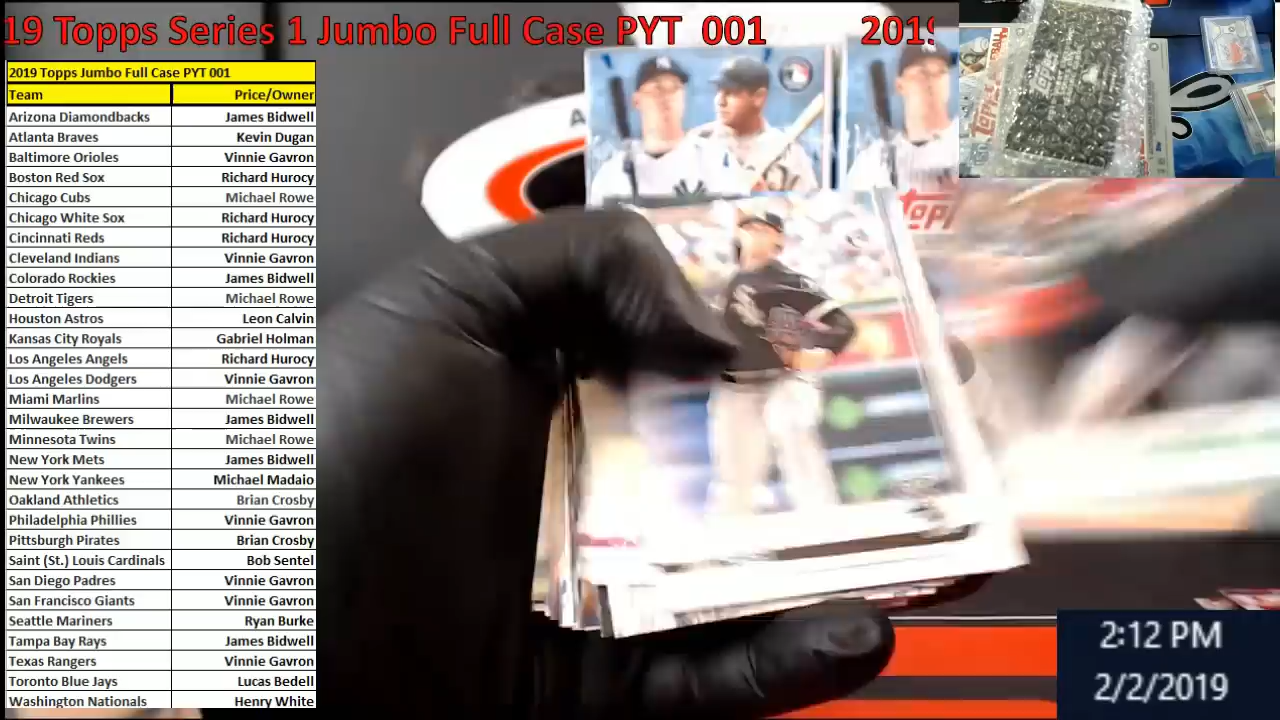 19 Topps Series 1 Jumbo Full Case PYT 001 2019
2019 Topps Jumbo Full Case PYT 001
Team Price/Owner
Arizona Diamondbacks James Bidwell
Atlanta Braves Kevin Dugan
Baltimore Orioles Vinnie Gavron
Boston Red Sox Richard Hurocy
Chicago Cubs Michael Rowe
Chicago White Sox Richard Hurocy
Cincinnati Reds Richard Hurocy
Cleveland Indians Vinnie Gavron
Colorado Rockies James Bidwell
Detroit Tigers Michael Rowe
Houston Astros Leon Calvin
Kansas City Royals Gabriel Holman
Los Angeles Angels Richard Hurocy
Los Angeles Dodgers Vinnie Gavron
Miami Marlins Michael Rowe
Milwaukee Brewers James Bidwell
Minnesota Twins Michael Rowe
New York Mets James Bidwell
New York Yankees Michael Madaio
Oakland Athletics Brian Crosby
Philadelphia Phillies Vinnie Gavron
Pittsburgh Pirates Brian Crosby
Saint (St.) Louis Cardinals Bob Sentel
San Diego Padres Vinnie Gavron
San Francisco Giants Vinnie Gavron
Seattle Mariners Ryan Burke
Tampa Bay Rays James Bidwell
Texas Rangers Vinnie Gavron
Toronto Blue Jays Lucas Bedell
Washington Nationals Henry White
2:12 PM
2/2/2019